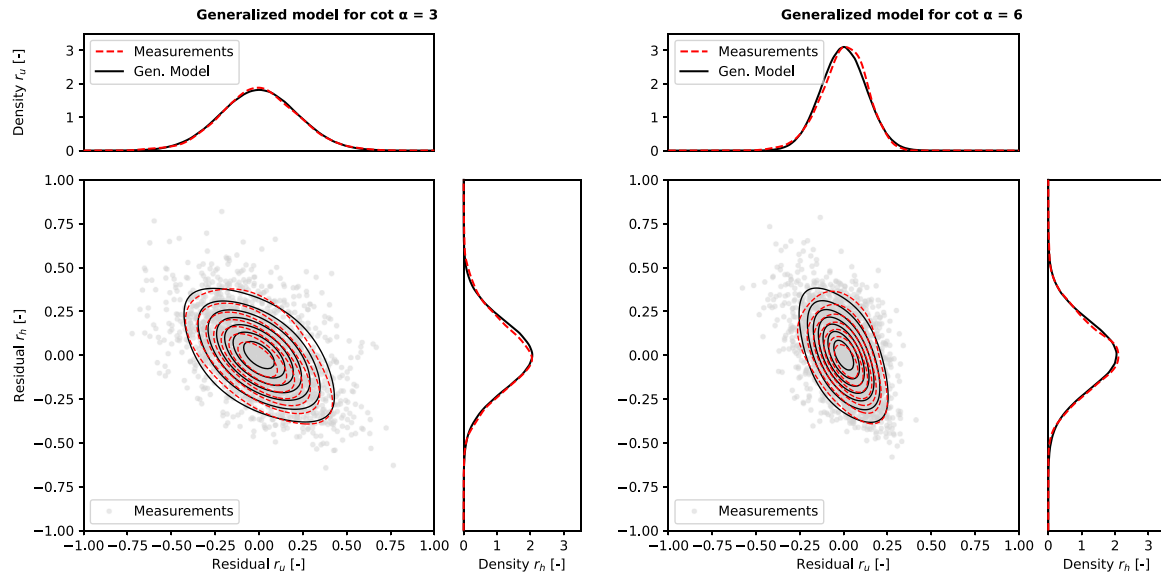 Generalized model for cot α = 3
Density r_u [-]
3
2
1
0
Measurements
Gen. Model
1.00
0.75
0.50
0.25
0.00
−0.25
−0.50
−0.75
−1.00
Residual r_h [-]
Measurements
−1.00 −0.75 −0.50 −0.25 0.00 0.25 0.50 0.75 1.00
Residual r_u [-]
0 1 2 3
Density r_h [-]
Generalized model for cot α = 6
3
2
1
0
Measurements
Gen. Model
1.00
0.75
0.50
0.25
0.00
−0.25
−0.50
−0.75
−1.00
Measurements
−1.00 −0.75 −0.50 −0.25 0.00 0.25 0.50 0.75 1.00
Residual r_u [-]
0 1 2 3
Density r_h [-]